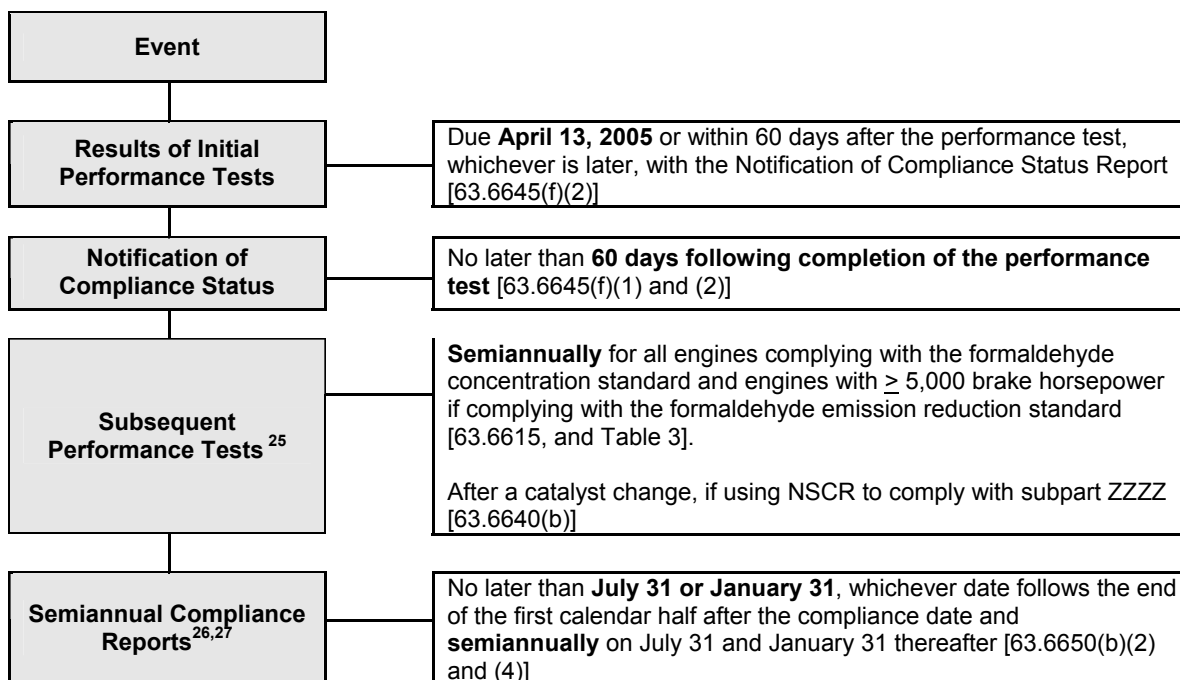 Event
Results of Initial
Performance Tests
Due April 13, 2005 or within 60 days after the performance test,
whichever is later, with the Notification of Compliance Status Report
[63.6645(f)(2)]
Notification of
Compliance Status
No later than 60 days following completion of the performance
test [63.6645(f)(1) and (2)]
Subsequent
Performance Tests 25
Semiannually for all engines complying with the formaldehyde
concentration standard and engines with > 5,000 brake horsepower
if complying with the formaldehyde emission reduction standard
[63.6615, and Table 3].
After a catalyst change, if using NSCR to comply with subpart ZZZZ
[63.6640(b)]
Semiannual Compliance
Reports26,27
No later than July 31 or January 31, whichever date follows the end
of the first calendar half after the compliance date and
semiannually on July 31 and January 31 thereafter [63.6650(b)(2)
and (4)]